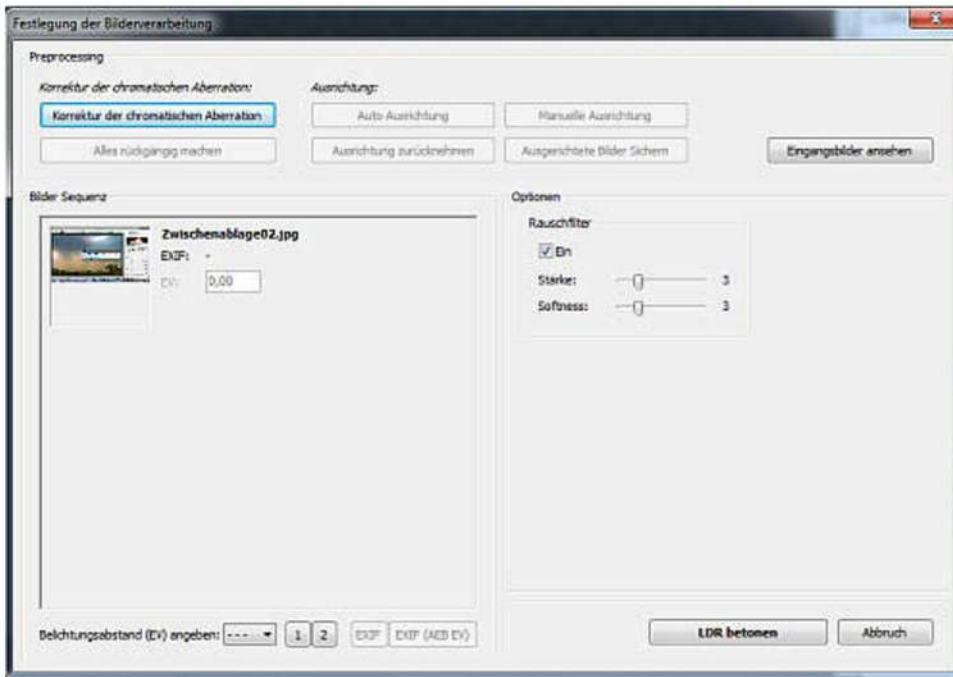 Festlegung der Bilderverarbeitung
Preprocessing
Korrektur der chromatischen Aberration:
Ausrichtung:
Korrektur der chromatischen Aberration
Auto Ausrichtung
Manuelle Ausrichtung
Alles rückgängig machen
Ausrichtung zurücknehmen
Ausgerichtete Bilder Sichern
Eingangsbilder ansehen
Bilder Sequenz
Optionen
Zwischenablage02.jpg
EXIF: -
EV: 0,00
Rauschfilter
Ein
Stärke: 3
Softness: 3
Belichtungsabstand (EV) angeben: ---
1
2
EXIF
EXIF (AEB EV)
LDR betonen
Abbruch